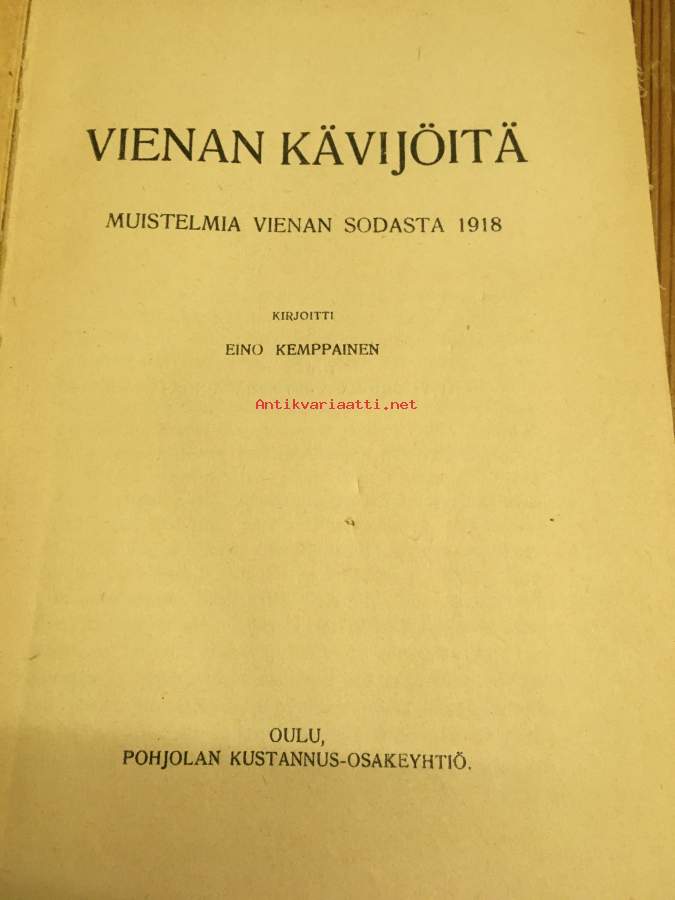 VIENAN KÄVIJÖITÄ
MUISTELMIA VIENAN SODASTA 1918
KIRJOITTI
EINO KEMPPAINEN
Antikvariaatti.net
OULU,
POHJOLAN KUSTANNUS-OSAKEYHTIÖ.